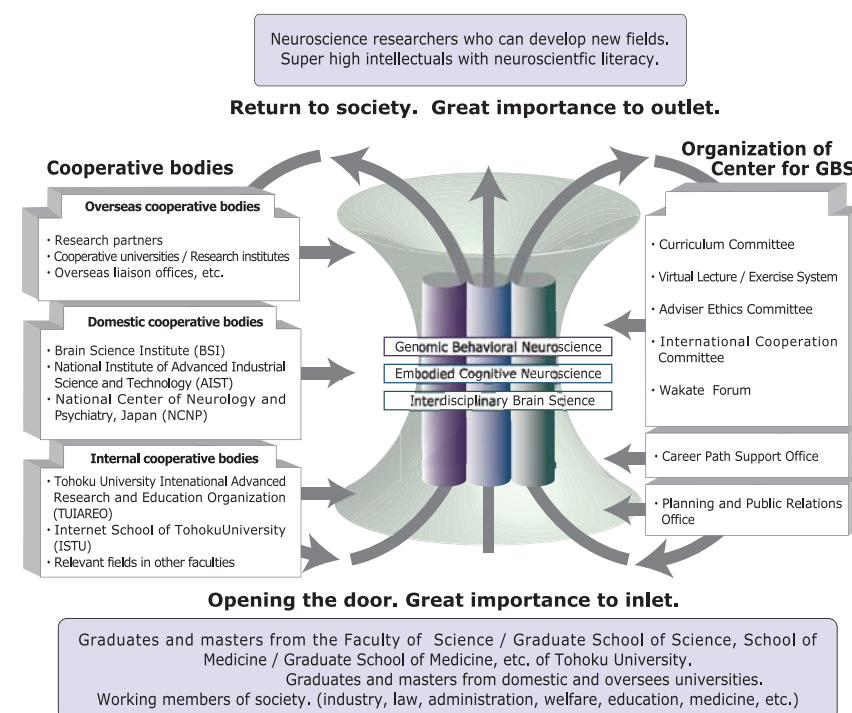 Neuroscience researchers who can develop new fields.
Super high intellectuals with neuroscientfic literacy.
Return to society.  Great importance to outlet.
Cooperative bodies
Overseas cooperative bodies
・Research partners
・Cooperative universities / Research institutes
・Overseas liaison offices, etc.
Domestic cooperative bodies
・Brain Science Institute (BSI)
・National Institute of Advanced Industrial
Science and Technology (AIST)
・National Center of Neurology and
Psychiatry, Japan (NCNP)
Internal cooperative bodies
・Tohoku University Intenational Advanced
Research and Education Organization
(TUIAREO)
・Internet School of TohokuUniversity
(ISTU)
・Relevant fields in other faculties
Genomic Behavioral Neuroscience
Embodied Cognitive Neuroscience
Interdisciplinary Brain Science
Organization of
Center for GBS
・Curriculum Committee
・Virtual Lecture / Exercise System
・Adviser Ethics Committee
・International Cooperation
Committee
・Wakate Forum
・Career Path Support Office
・Planning and Public Relations
Office
Opening the door. Great importance to inlet.
Graduates and masters from the Faculty of Science / Graduate School of Science, School of
Medicine / Graduate School of Medicine, etc. of Tohoku University.
Graduates and masters from domestic and oversees universities.
Working members of society. (industry, law, administration, welfare, education, medicine, etc.)